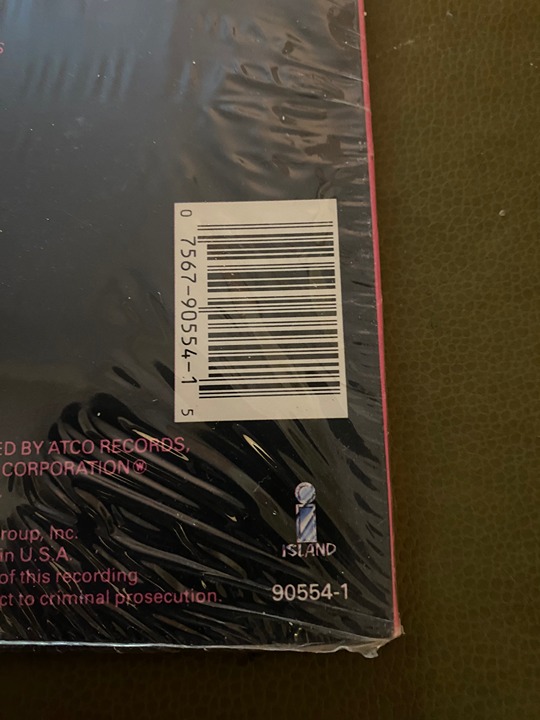 S
0 7567-90554-1 5
ED BY ATCO RECORDS,
CORPORATION Ⓦ
roup, Inc.
in U.S.A.
of this recording
ct to criminal prosecution.
i
ISLAND
90554-1